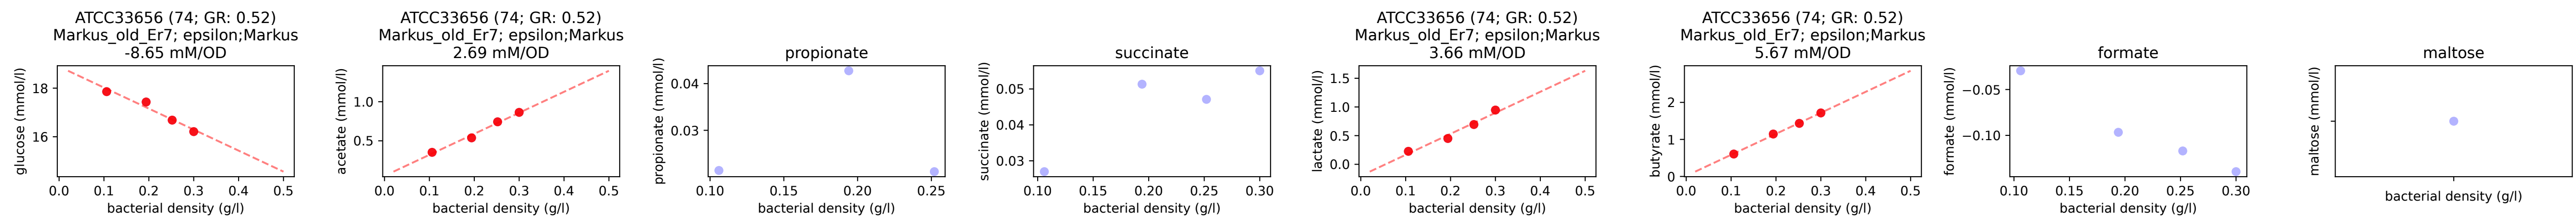 ATCC33656 (74; GR: 0.52)
Markus_old_Er7; epsilon;Markus
-8.65 mM/OD
glucose (mmol/l)
18
16
0.0 0.1 0.2 0.3 0.4 0.5
bacterial density (g/l)
ATCC33656 (74; GR: 0.52)
Markus_old_Er7; epsilon;Markus
2.69 mM/OD
acetate (mmol/l)
1.0
0.5
0.0 0.1 0.2 0.3 0.4 0.5
bacterial density (g/l)
propionate
propionate (mmol/l)
0.04
0.03
0.10 0.15 0.20 0.25
bacterial density (g/l)
succinate
succinate (mmol/l)
0.05
0.04
0.03
0.10 0.15 0.20 0.25 0.30
bacterial density (g/l)
ATCC33656 (74; GR: 0.52)
Markus_old_Er7; epsilon;Markus
3.66 mM/OD
lactate (mmol/l)
1.5
1.0
0.5
0.0
0.0 0.1 0.2 0.3 0.4 0.5
bacterial density (g/l)
ATCC33656 (74; GR: 0.52)
Markus_old_Er7; epsilon;Markus
5.67 mM/OD
butyrate (mmol/l)
2
1
0
0.0 0.1 0.2 0.3 0.4 0.5
bacterial density (g/l)
formate
formate (mmol/l)
−0.05
−0.10
0.10 0.15 0.20 0.25 0.30
bacterial density (g/l)
maltose
maltose (mmol/l)
bacterial density (g/l)